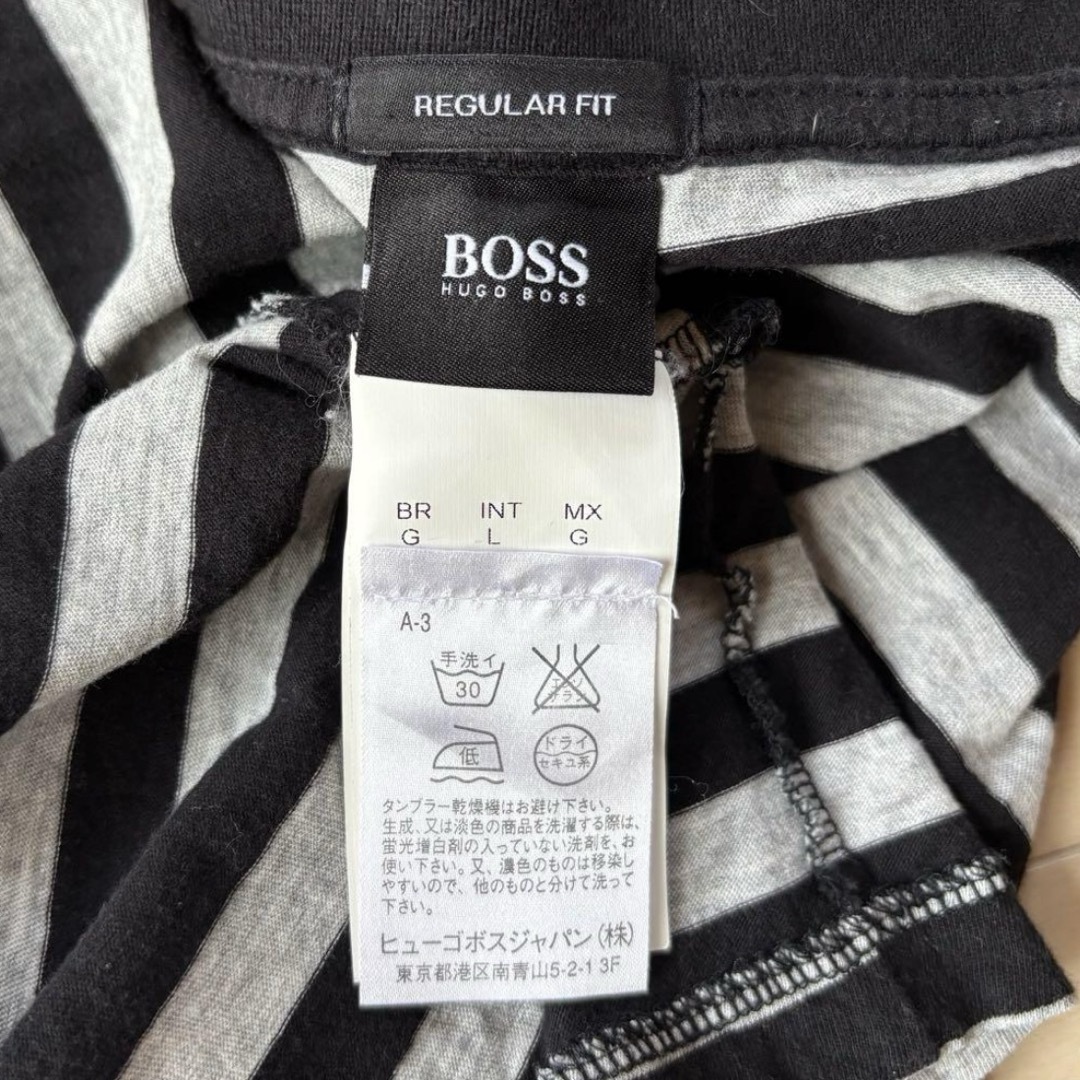 REGULAR FIT
BOSS
HUGO BOSS
BR INT MX
G L G
A-3
手洗イ
30
エンソ
サラシ
低
ドライ
セキユ系
タンブラー乾燥機はお避け下さい。
生成、又は淡色の商品を洗濯する際は、
蛍光増白剤の入っていない洗剤を、お
使い下さい。又、濃色のものは移染し
やすいので、他のものと分けて洗って
下さい。
ヒューゴボスジャパン(株)
東京都港区南青山5-2-1 3F